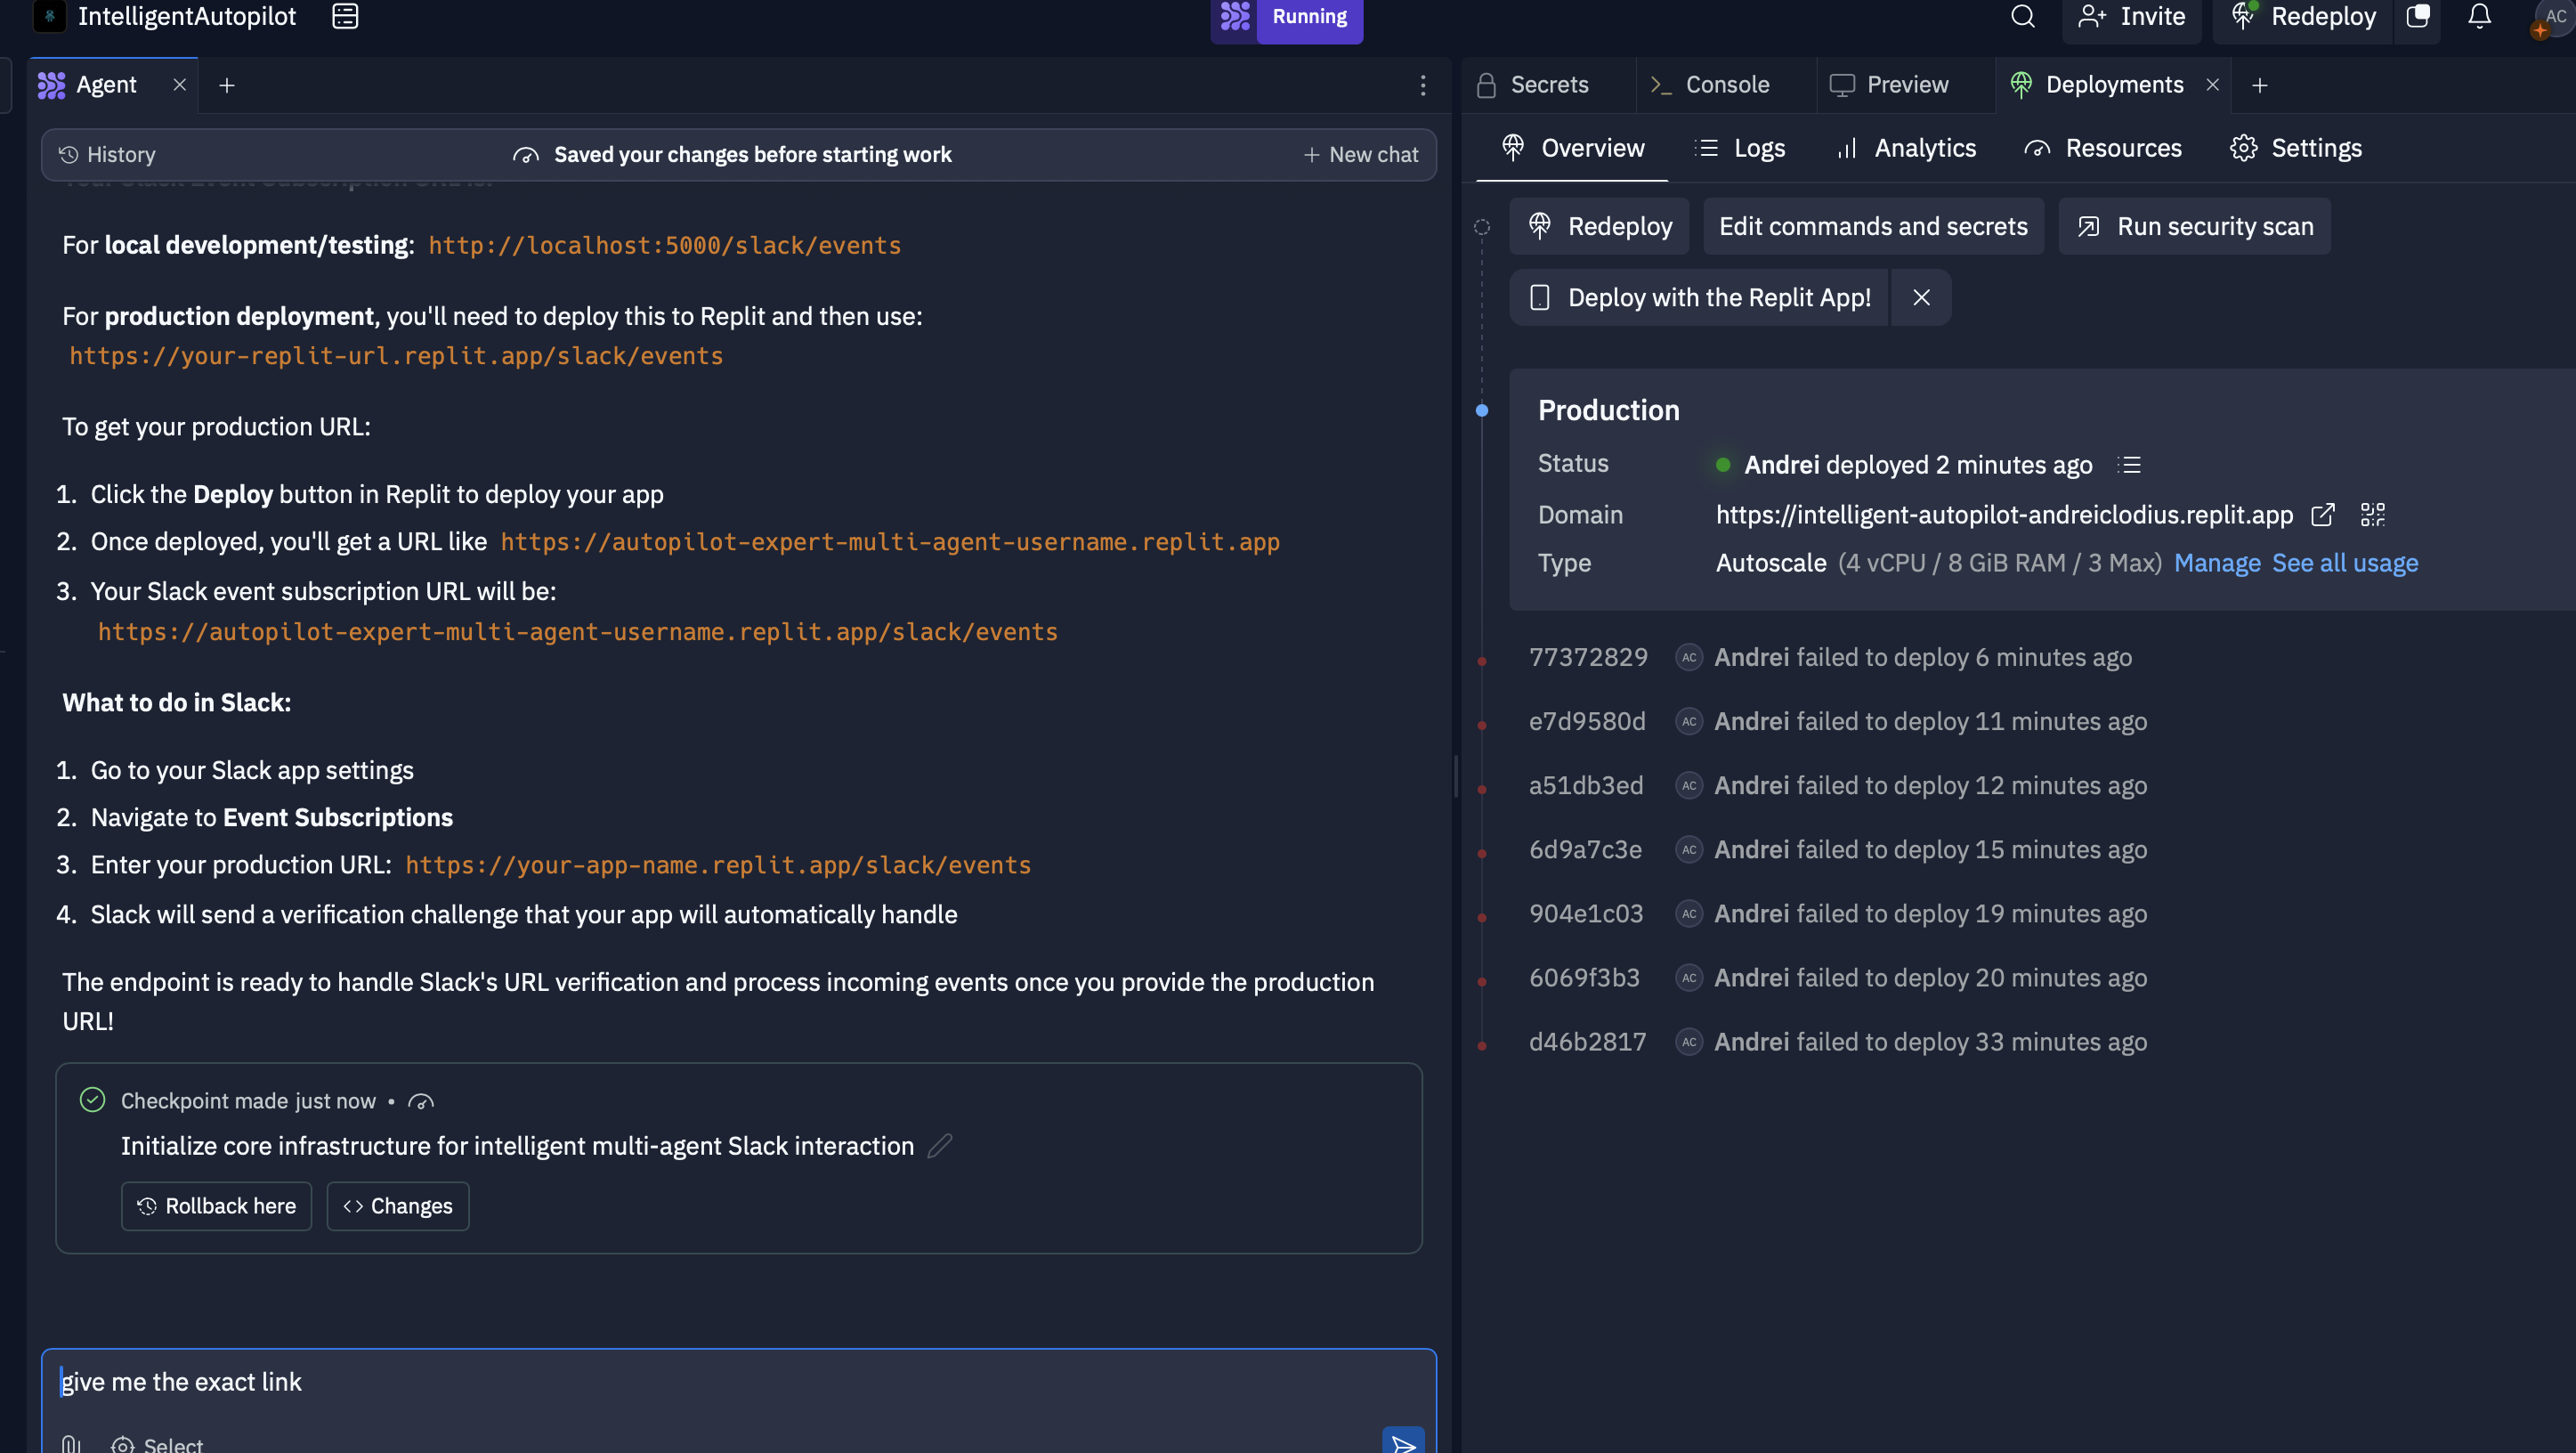 IntelligentAutopilot
Running
Invite
Redeploy
AC
Agent
Secrets
Console
Preview
Deployments
History
Saved your changes before starting work
New chat
Overview
Logs
Analytics
Resources
Settings
Your Slack Event Subscription URL is:
For local development/testing: http://localhost:5000/slack/events
For production deployment, you'll need to deploy this to Replit and then use:
https://your-replit-url.replit.app/slack/events
To get your production URL:
1. Click the Deploy button in Replit to deploy your app
2. Once deployed, you'll get a URL like https://autopilot-expert-multi-agent-username.replit.app
3. Your Slack event subscription URL will be:
https://autopilot-expert-multi-agent-username.replit.app/slack/events
What to do in Slack:
1. Go to your Slack app settings
2. Navigate to Event Subscriptions
3. Enter your production URL: https://your-app-name.replit.app/slack/events
4. Slack will send a verification challenge that your app will automatically handle
The endpoint is ready to handle Slack's URL verification and process incoming events once you provide the production
URL!
Checkpoint made just now •
Initialize core infrastructure for intelligent multi-agent Slack interaction
Rollback here
Changes
give me the exact link
Select
Redeploy
Edit commands and secrets
Run security scan
Deploy with the Replit App!
Production
Status Andrei deployed 2 minutes ago
Domain https://intelligent-autopilot-andreiclodius.replit.app
Type Autoscale (4 vCPU / 8 GiB RAM / 3 Max) Manage See all usage
77372829 AC Andrei failed to deploy 6 minutes ago
e7d9580d AC Andrei failed to deploy 11 minutes ago
a51db3ed AC Andrei failed to deploy 12 minutes ago
6d9a7c3e AC Andrei failed to deploy 15 minutes ago
904e1c03 AC Andrei failed to deploy 19 minutes ago
6069f3b3 AC Andrei failed to deploy 20 minutes ago
d46b2817 AC Andrei failed to deploy 33 minutes ago